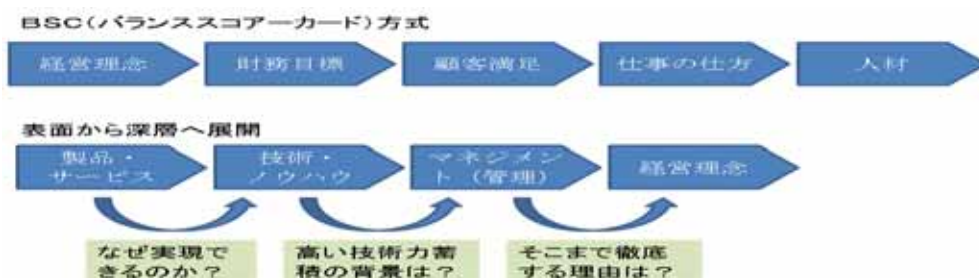 BSC(バランススコアーカード)方式
経営理念 財務目標 顧客満足 仕事の仕方 人材
表面から深層へ展開
製品・
サービス
技術・
ノウハウ
マネジメン
ト(管理)
経営理念
なぜ実現で
きるのか?
高い技術力蓄
積の背景は?
そこまで徹底
する理由は?